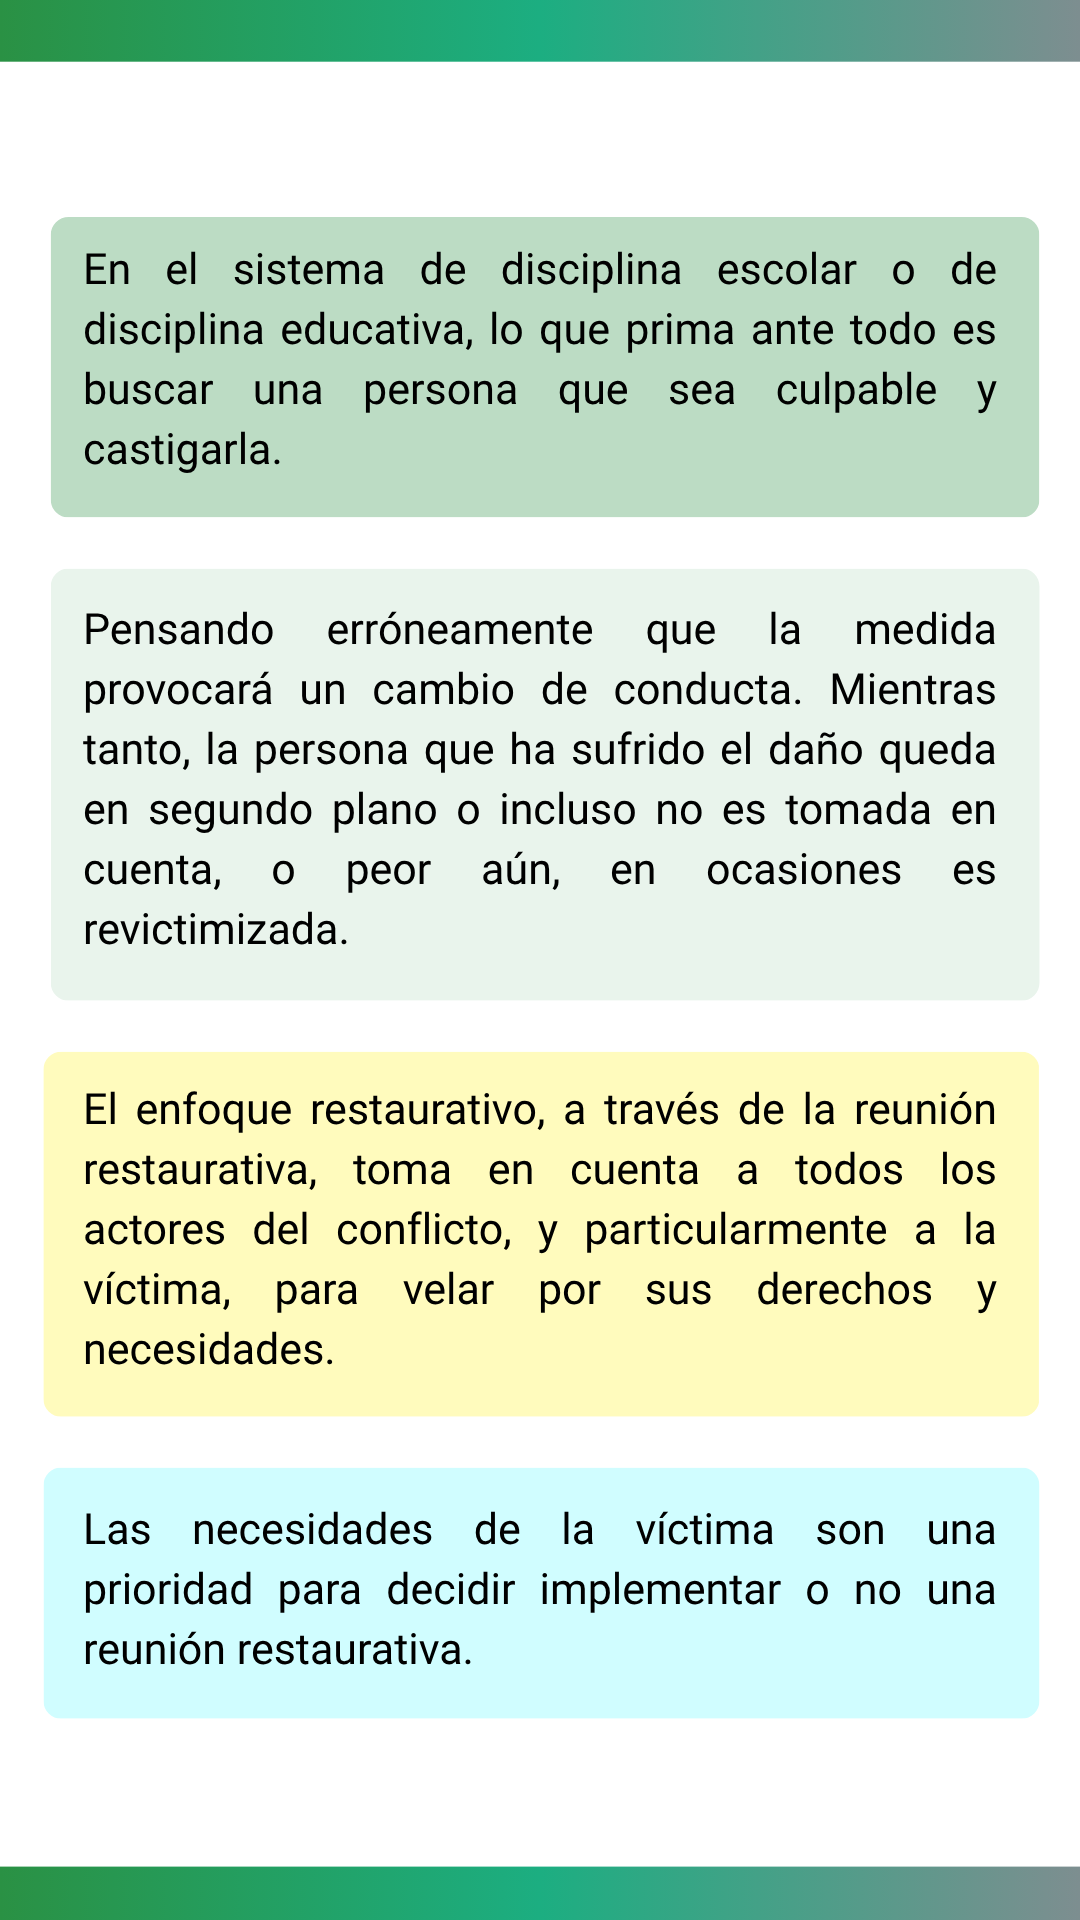 En el sistema de disciplina escolar o de
disciplina educativa, lo que prima ante todo es
buscar una persona que sea culpable y
castigarla.
Pensando erróneamente que la medida
provocará un cambio de conducta. Mientras
tanto, la persona que ha sufrido el daño queda
en segundo plano o incluso no es tomada en
cuenta, o peor aún, en ocasiones es
revictimizada.
El enfoque restaurativo, a través de la reunión
restaurativa, toma en cuenta a todos los
actores del conflicto, y particularmente a la
víctima, para velar por sus derechos y
necesidades.
Las necesidades de la víctima son una
prioridad para decidir implementar o no una
reunión restaurativa.